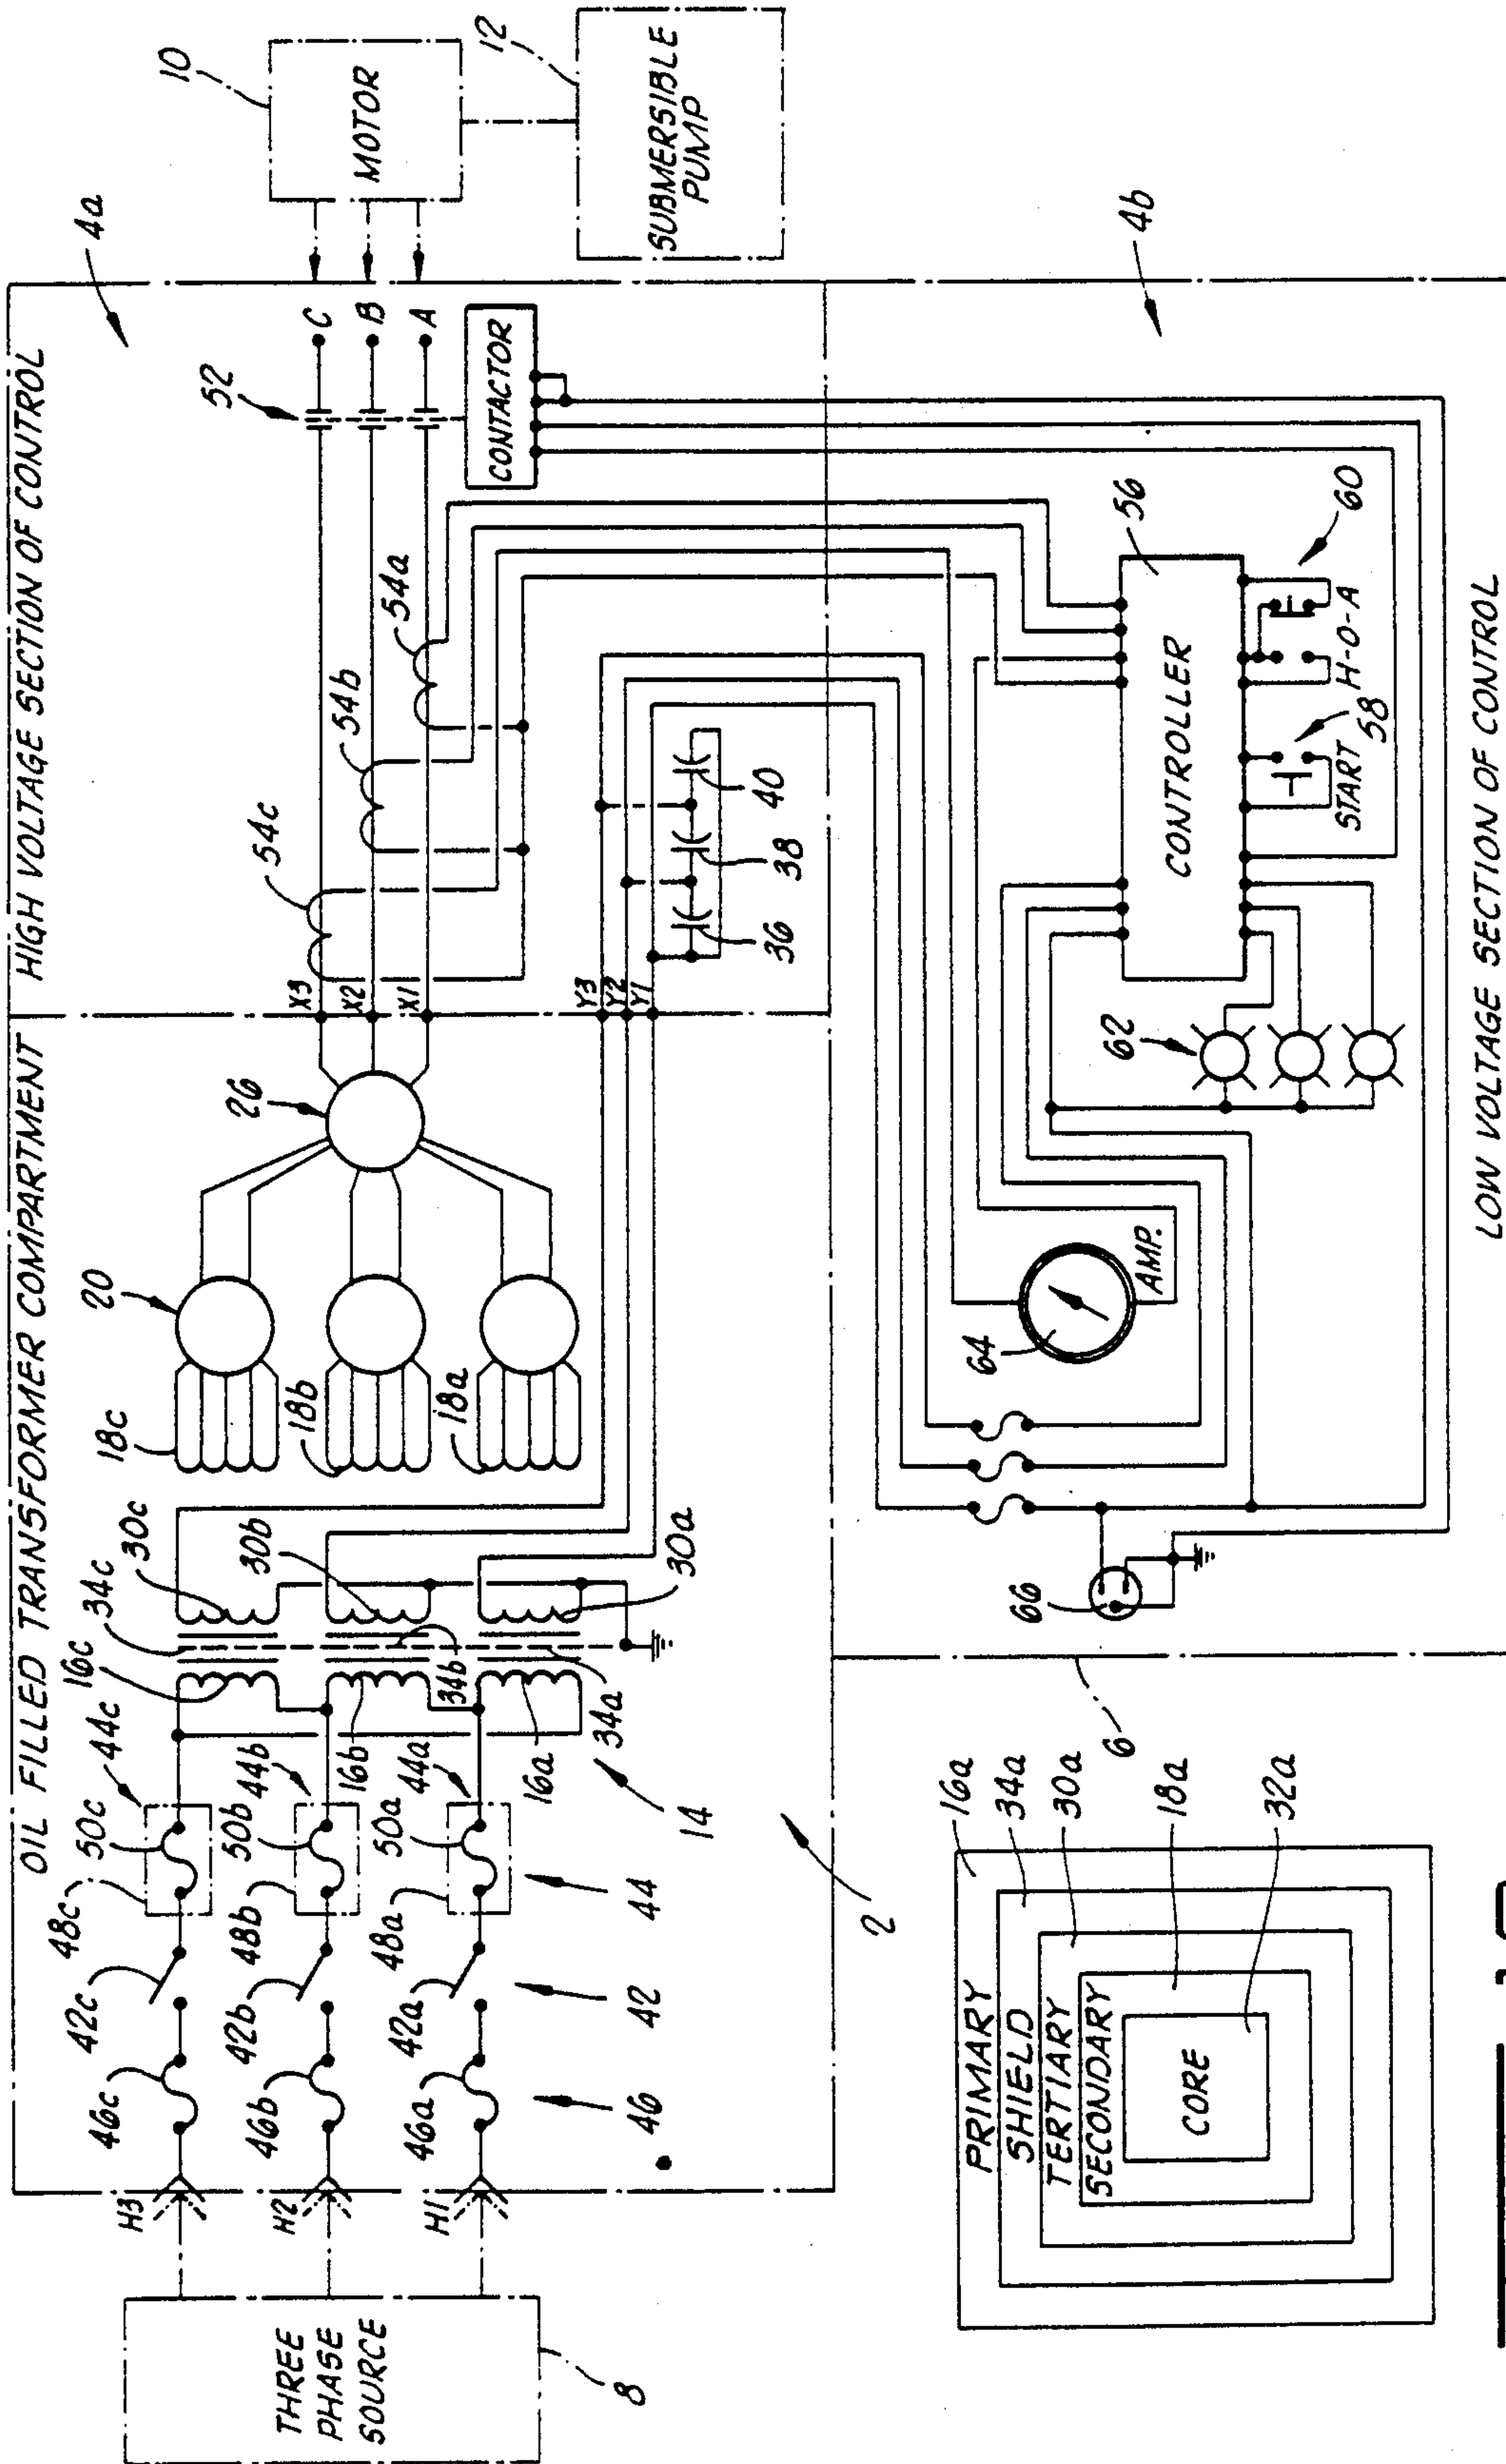 OIL FILLED TRANSFORMER COMPARTMENT
HIGH VOLTAGE SECTION OF CONTROL
4a
THREE
PHASE
SOURCE
8
H3
H2
H1
46c
46b
46a
46
42c
42b
42a
42
48c
48b
48a
50c
50b
50a
44c
44b
44a
44
16c
16b
16a
34c
34b
34a
30c
30b
30a
14
2
18c
18b
18a
20
26
X3
X2
X1
Y3
Y2
Y1
54c
54b
54a
36
38
40
52
C
B
A
CONTACTOR
10
MOTOR
12
SUBMERSIBLE
PUMP
4b
6
66
64
AMP.
62
CONTROLLER
56
START
58
H-O-A
60
LOW VOLTAGE SECTION OF CONTROL
PRIMARY
SHIELD
TERTIARY
SECONDARY
CORE
16a
34a
30a
18a
32a